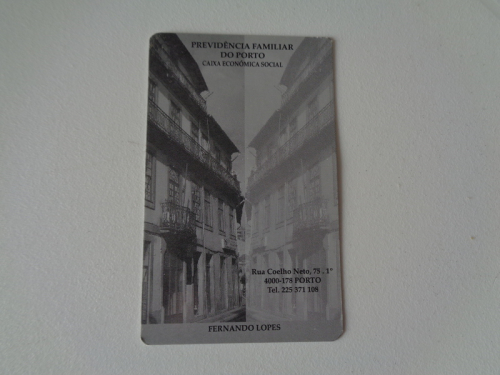 PREVIDÊNCIA FAMILIAR
DO PORTO
CAIXA ECONÓMICA SOCIAL
Rua Coelho Neto, 75 . 1º
4000-178 PORTO
Tel. 225 371 108
FERNANDO LOPES